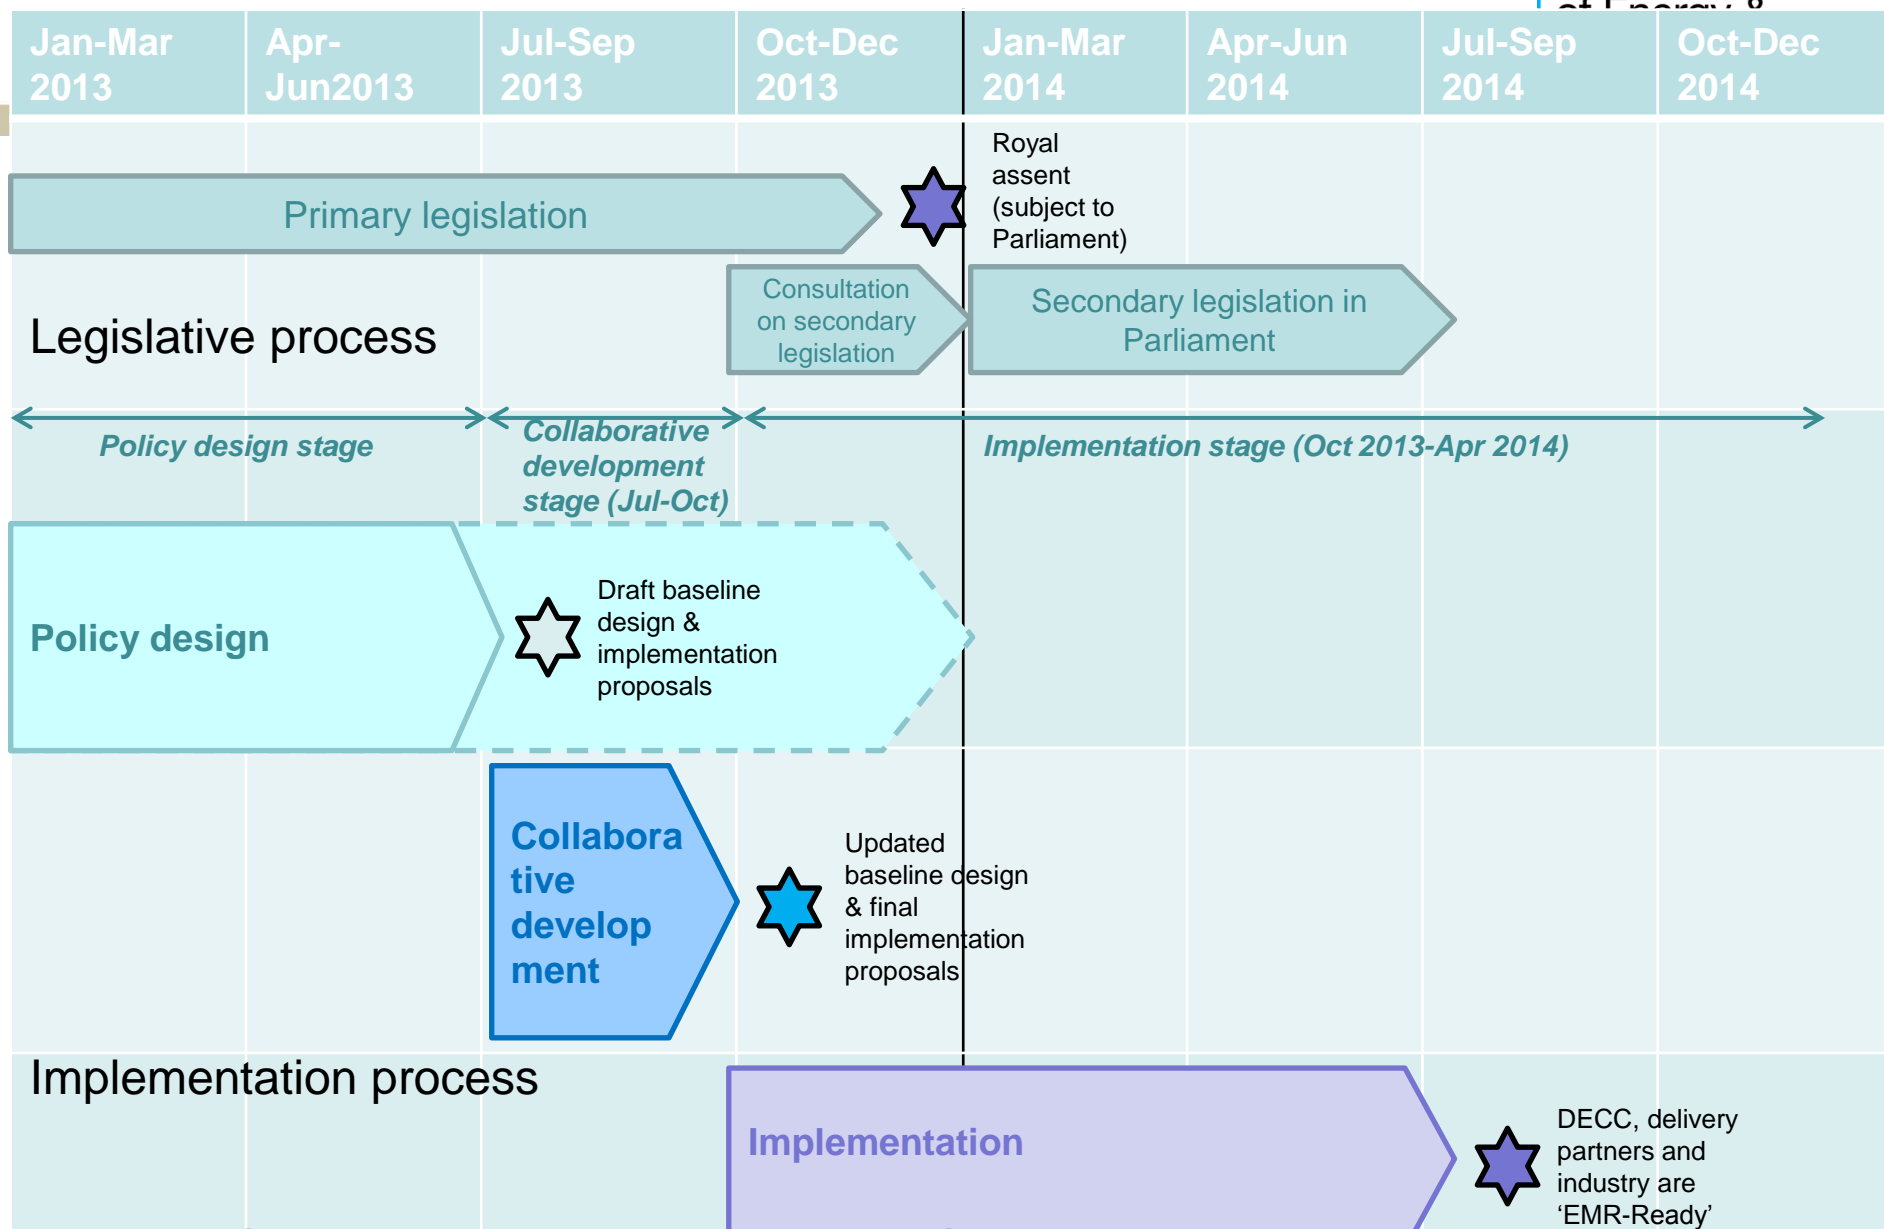 of Energy &
Jan-Mar
2013
Apr-
Jun2013
Jul-Sep
2013
Oct-Dec
2013
Jan-Mar
2014
Apr-Jun
2014
Jul-Sep
2014
Oct-Dec
2014
Royal
assent
(subject to
Parliament)
Primary legislation
Consultation
on secondary
legislation
Secondary legislation in
Parliament
Legislative process
Policy design stage
Collaborative
development
stage (Jul-Oct)
Implementation stage (Oct 2013-Apr 2014)
Policy design
Draft baseline
design &
implementation
proposals
Collabora
tive
develop
ment
Updated
baseline design
& final
implementation
proposals
Implementation process
Implementation
DECC, delivery
partners and
industry are
‘EMR-Ready’